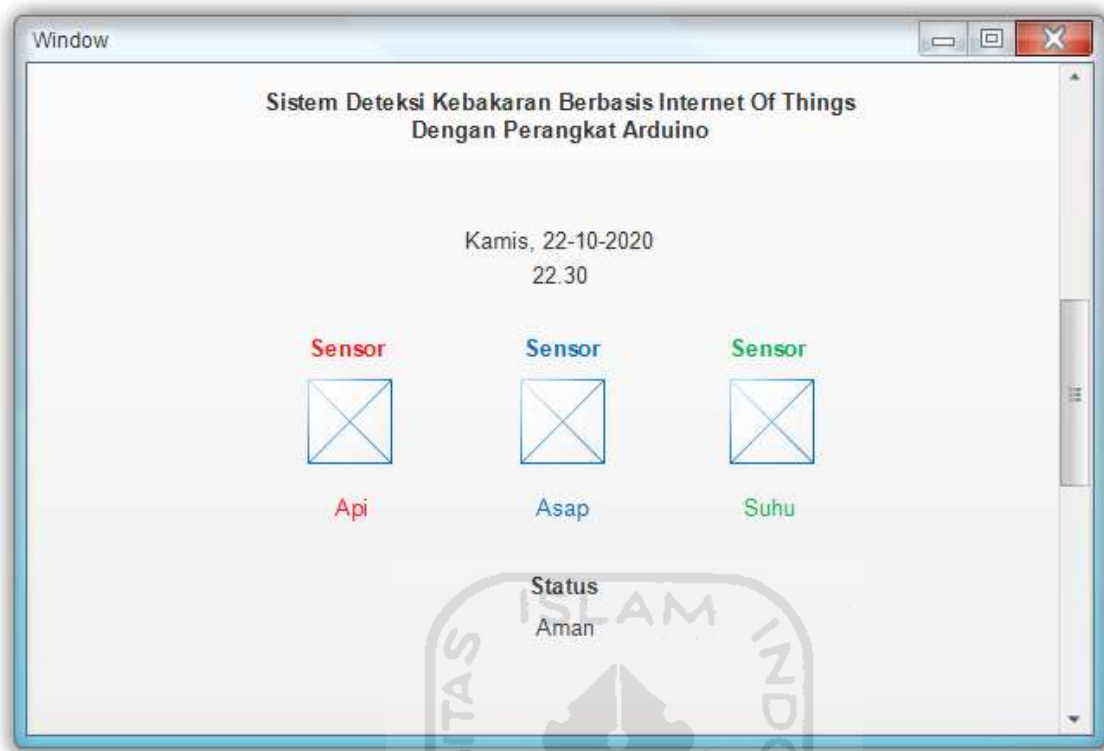 Window
Sistem Deteksi Kebakaran Berbasis Internet Of Things
Dengan Perangkat Arduino
Kamis, 22-10-2020
22.30
Sensor Sensor Sensor
Api Asap Suhu
Status
Aman
ISLAM